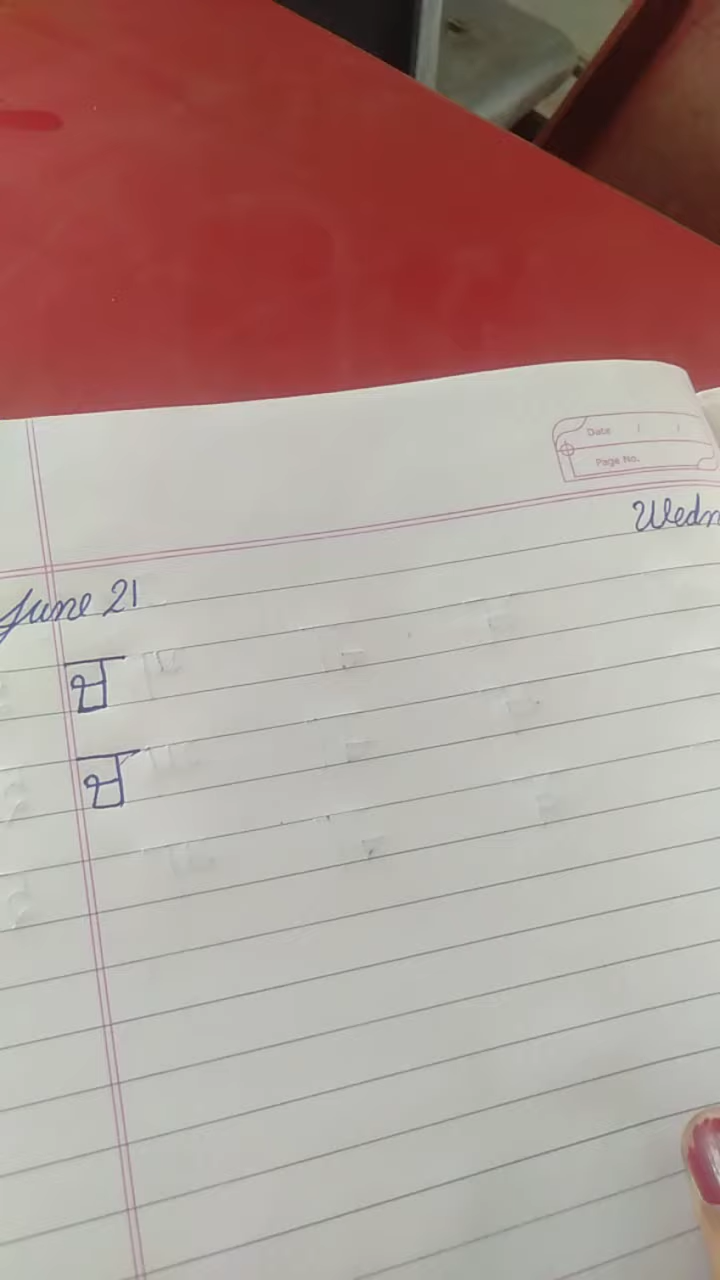 Date / /
Page No.
Wedn
June 21
ਖ
ਖ